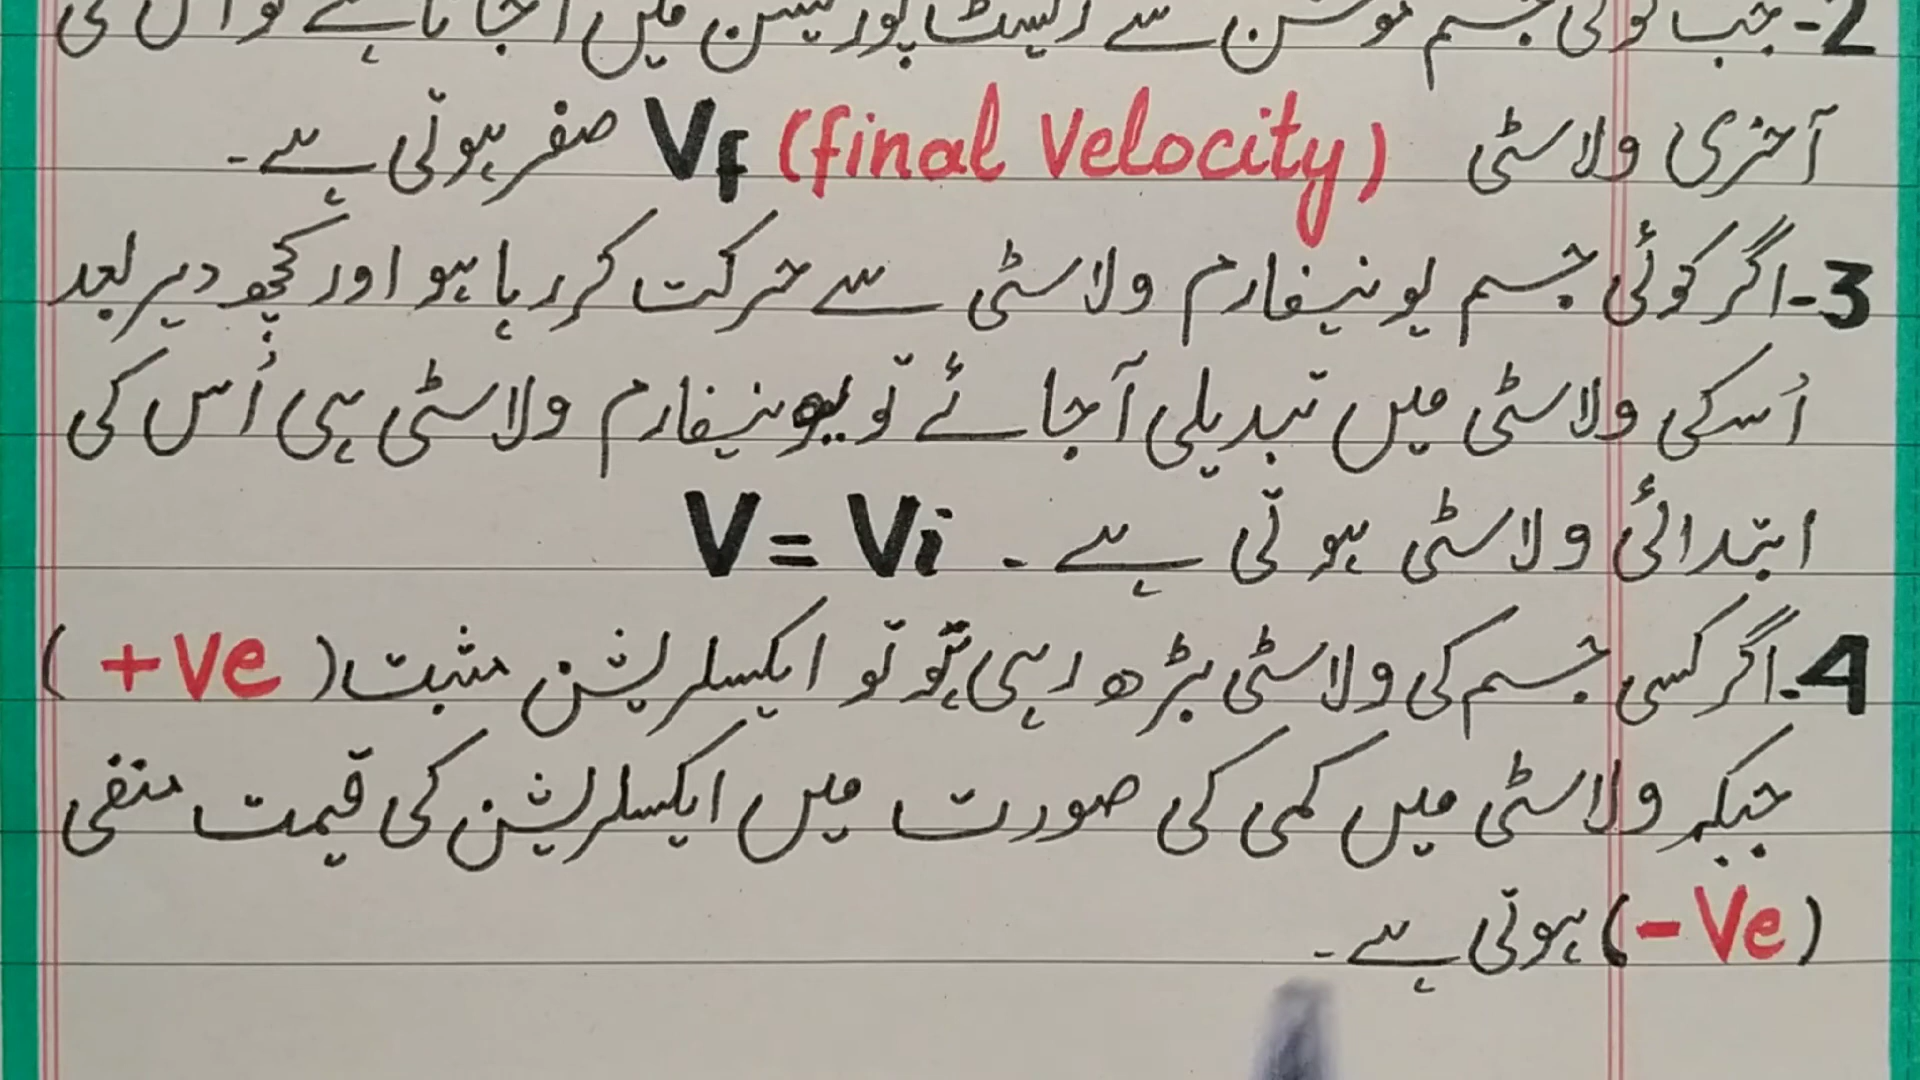 2- جب کوئی جسم موشن سے ریسٹ پوزیشن میں آجاتا ہے تو اس کی
آخری ولاسٹی Vf (final Velocity) صفر ہوتی ہے۔
3- اگر کوئی جسم یونیفارم ولاسٹی سے حرکت کر رہا ہو اور کچھ دیر بعد
اُسکی ولاسٹی میں تبدیلی آجائے تو یونیفارم ولاسٹی ہی اُس کی
ابتدائی ولاسٹی ہوتی ہے۔ V = Vi
4- اگر کسی جسم کی ولاسٹی بڑھ رہی ہو تو ایکسلریشن مثبت (+ve)
جبکہ ولاسٹی میں کمی کی صورت میں ایکسلریشن کی قیمت منفی
(-Ve) ہوتی ہے۔